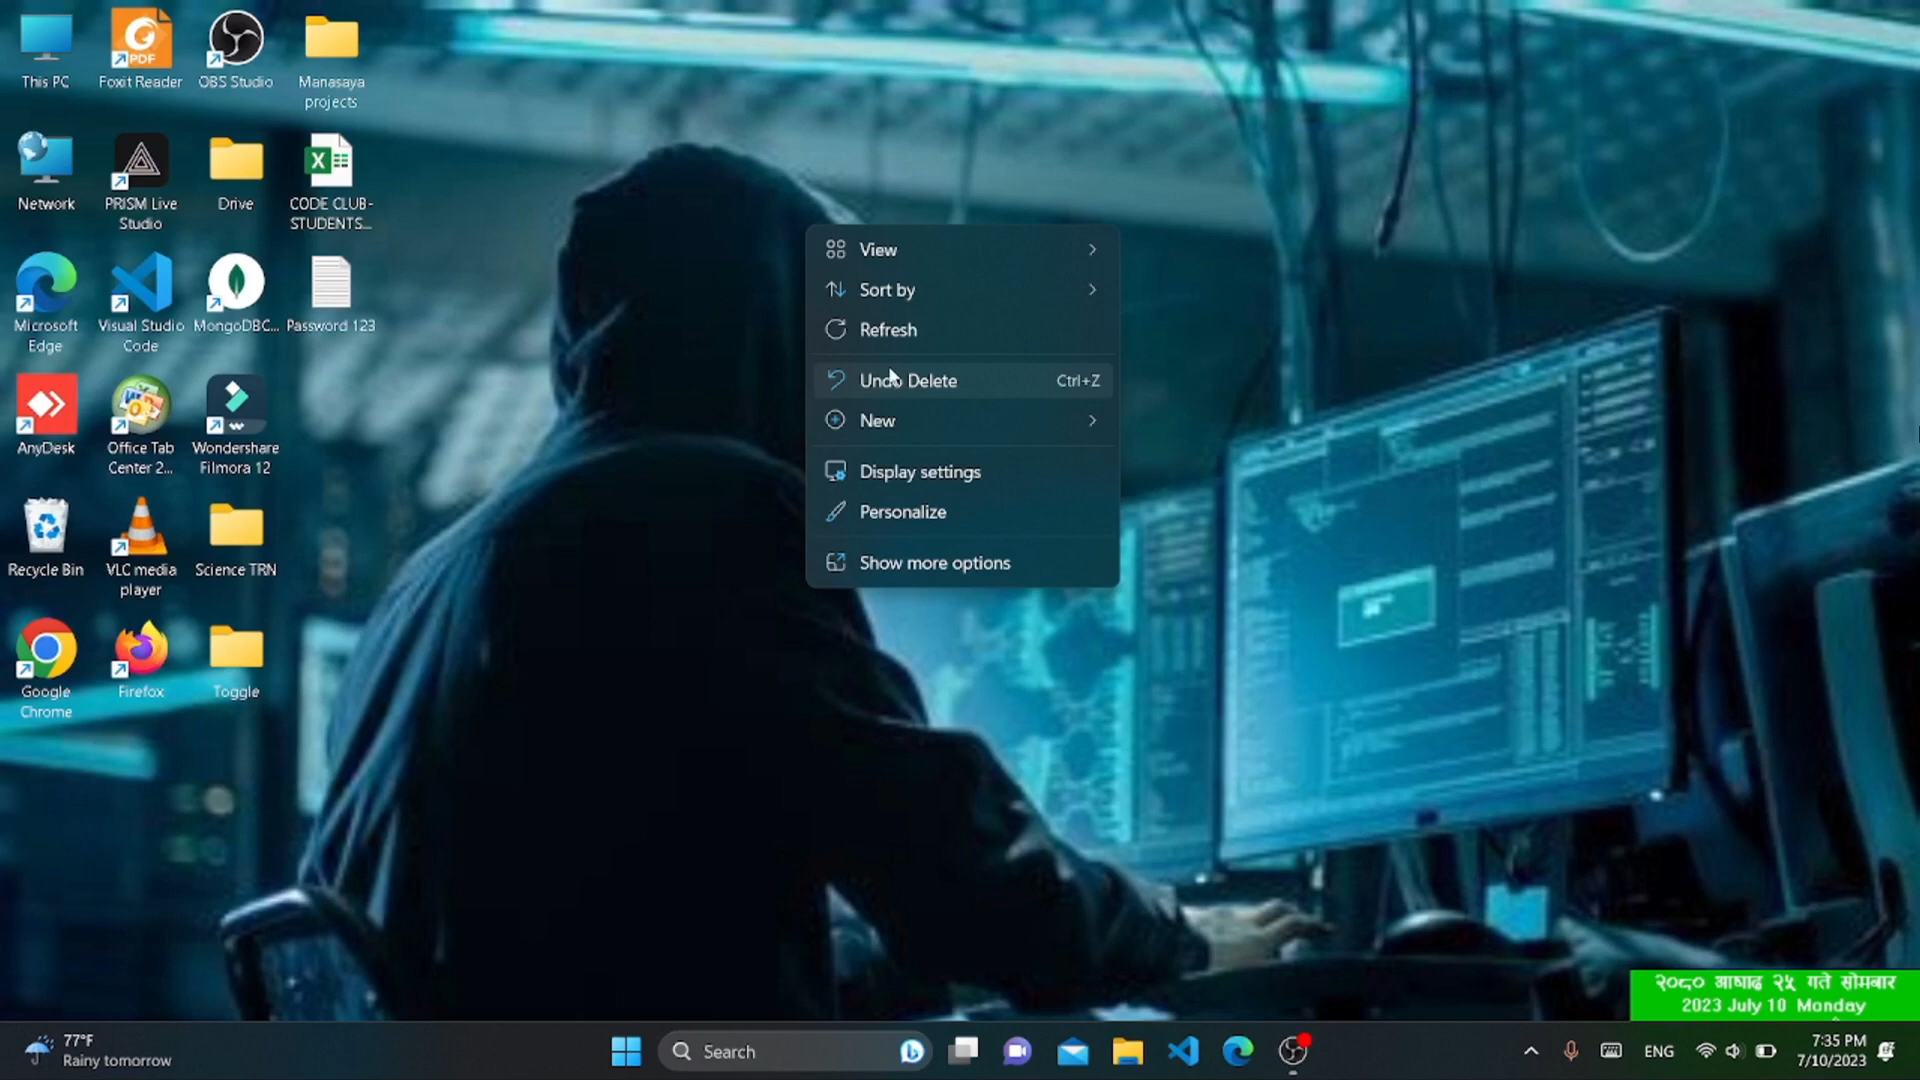 This PC
Foxit Reader
OBS Studio
Manasaya
projects
Network
PRISM Live
Studio
Drive
CODE CLUB-
STUDENTS...
Microsoft
Edge
Visual Studio
Code
MongoDBC...
Password 123
AnyDesk
Office Tab
Center 2...
Wondershare
Filmora 12
Recycle Bin
VLC media
player
Science TRN
Google
Chrome
Firefox
Toggle
PDF
View
Sort by
Refresh
Undo Delete Ctrl+Z
New
Display settings
Personalize
Show more options
२०८० आषाढ २५ गते सोमबार
2023 July 10 Monday
77°F
Rainy tomorrow
Search
ENG
7:35 PM
7/10/2023